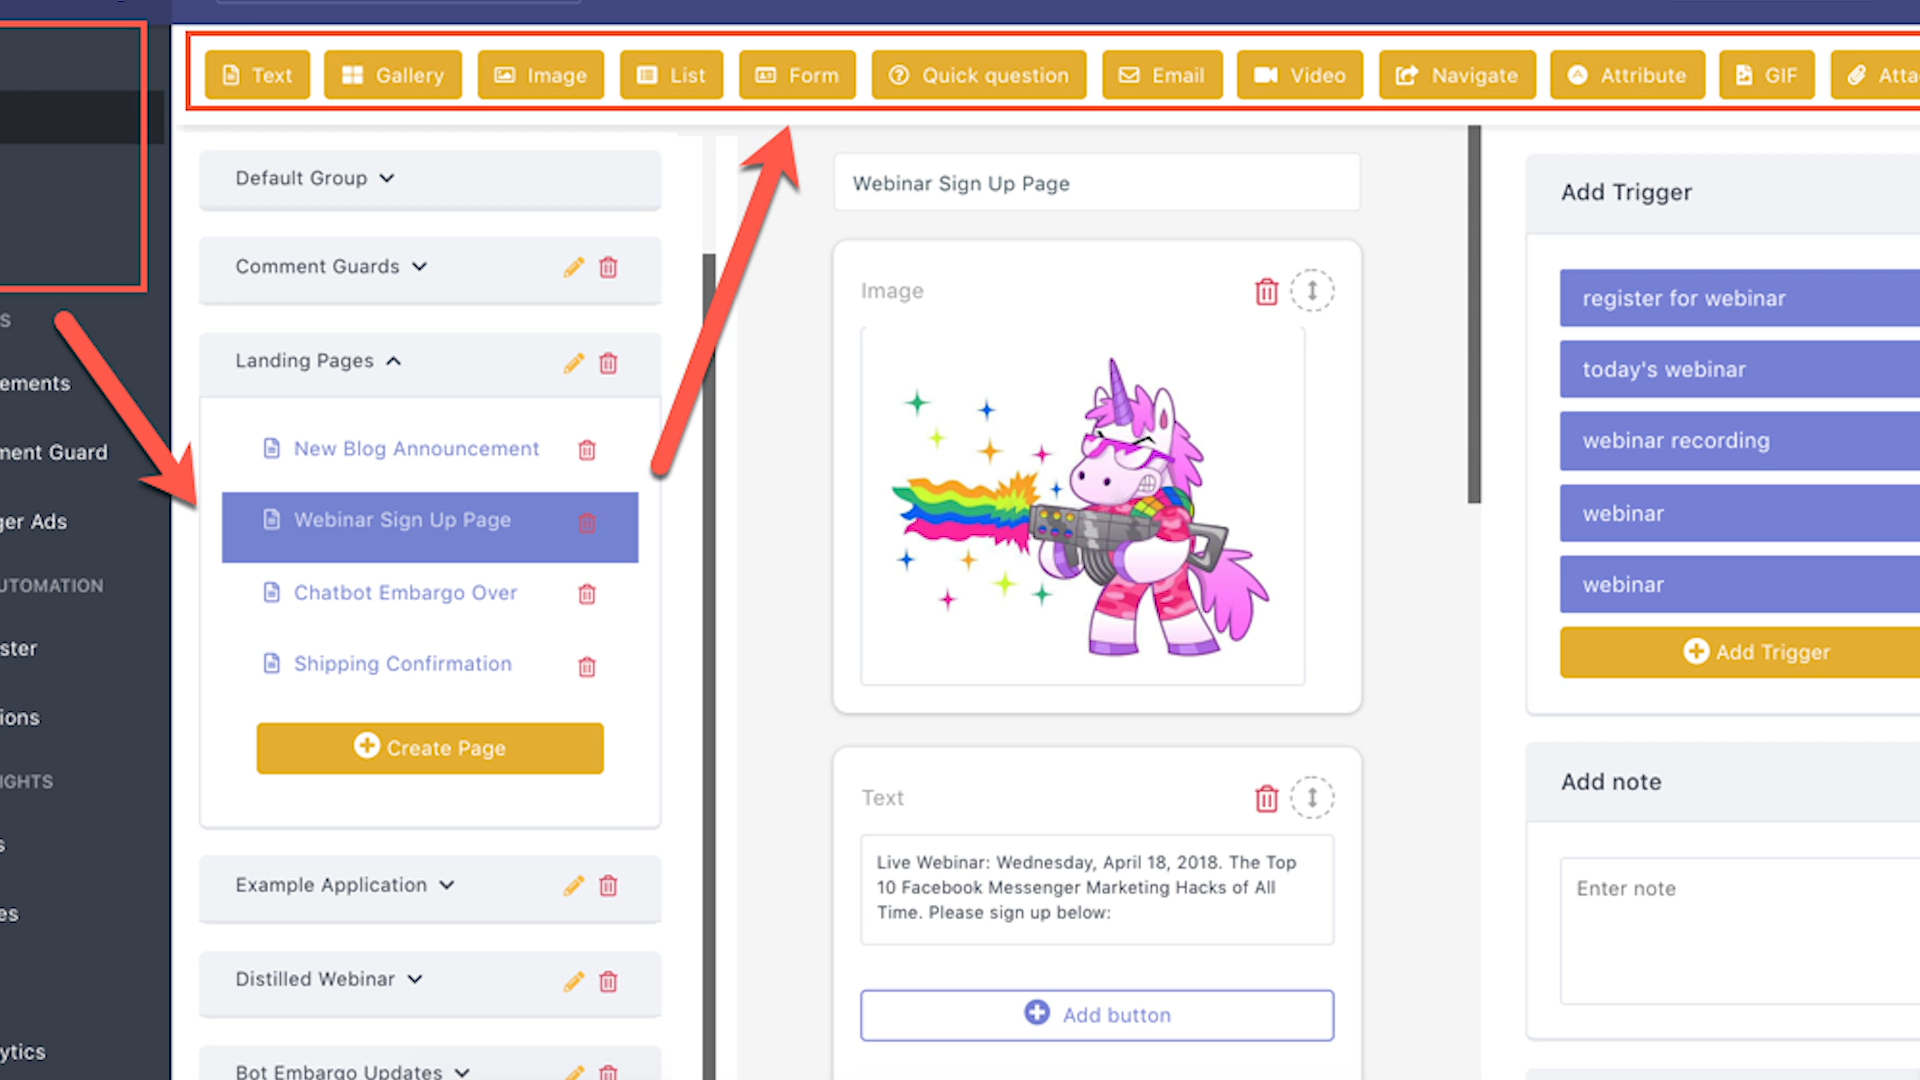 Text
Gallery
Image
List
Form
Quick question
Email
Video
Navigate
Attribute
GIF
Atta
S
ements
ment Guard
ger Ads
UTOMATION
ster
ions
IGHTS
s
es
ytics
Default Group
Comment Guards
Landing Pages
New Blog Announcement
Webinar Sign Up Page
Chatbot Embargo Over
Shipping Confirmation
Create Page
Example Application
Distilled Webinar
Bot Embargo Updates
Webinar Sign Up Page
Image
Text
Live Webinar: Wednesday, April 18, 2018. The Top
10 Facebook Messenger Marketing Hacks of All
Time. Please sign up below:
Add button
Add Trigger
register for webinar
today's webinar
webinar recording
webinar
webinar
Add Trigger
Add note
Enter note